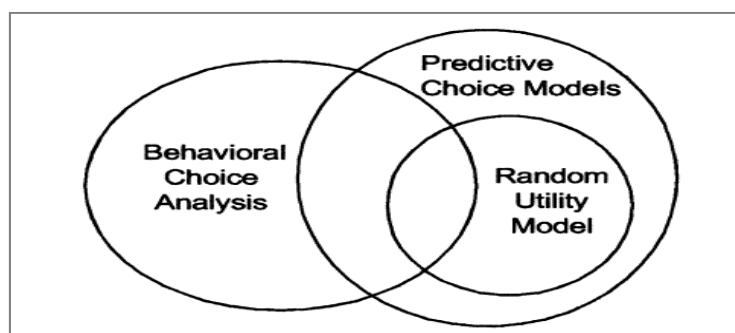 Predictive
Choice Models
Behavioral
Choice
Analysis
Random
Utility
Model